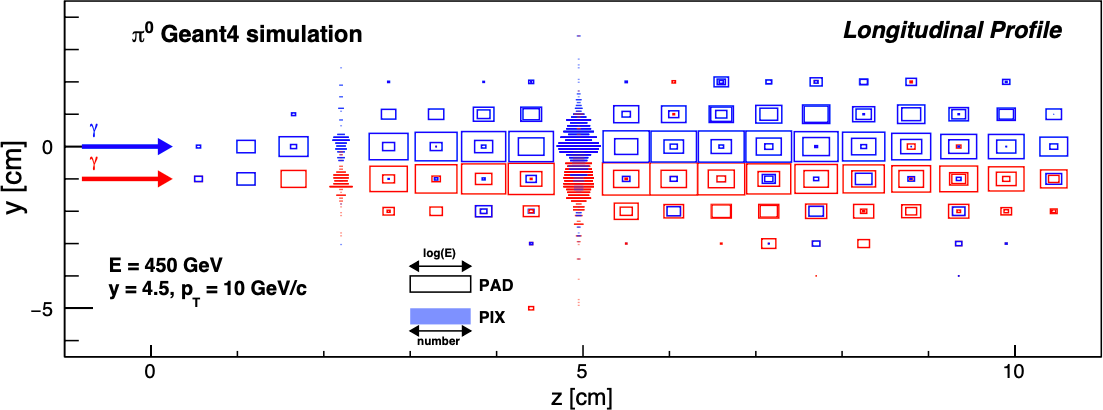 π⁰ Geant4 simulation
Longitudinal Profile
γ
γ
0
−5
y [cm]
E = 450 GeV
y = 4.5, p_T = 10 GeV/c
log(E)
PAD
PIX
number
0
5
10
z [cm]